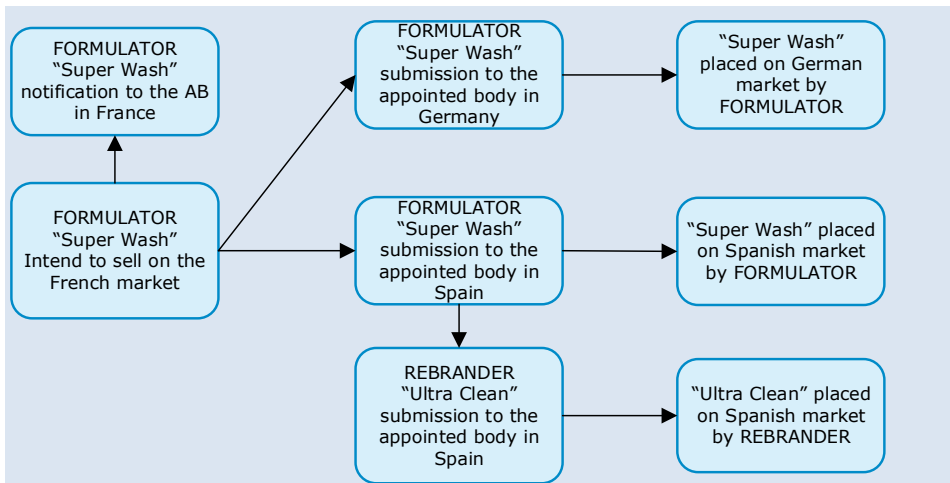 FORMULATOR
“Super Wash”
notification to the AB
in France
FORMULATOR
“Super Wash”
submission to the
appointed body in
Germany
“Super Wash”
placed on German
market by
FORMULATOR
FORMULATOR
“Super Wash”
Intend to sell on the
French market
FORMULATOR
“Super Wash”
submission to the
appointed body in
Spain
“Super Wash” placed
on Spanish market
by FORMULATOR
REBRANDER
“Ultra Clean”
submission to the
appointed body in
Spain
“Ultra Clean” placed
on Spanish market
by REBRANDER